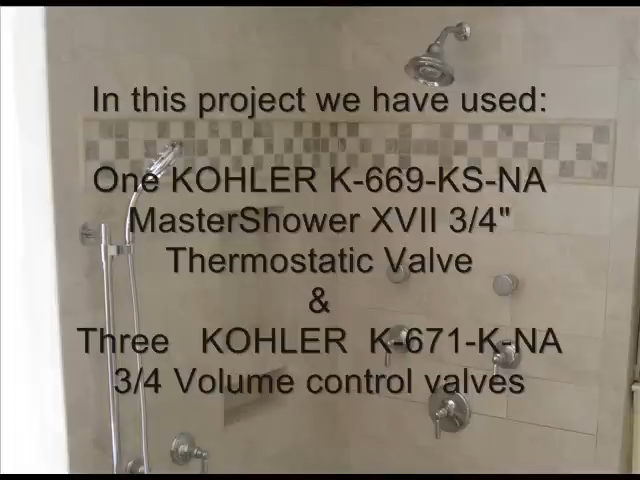 In this project we have used:
One KOHLER K-669-KS-NA
MasterShower XVII 3/4"
Thermostatic Valve
&
Three KOHLER K-671-K-NA
3/4 Volume control valves